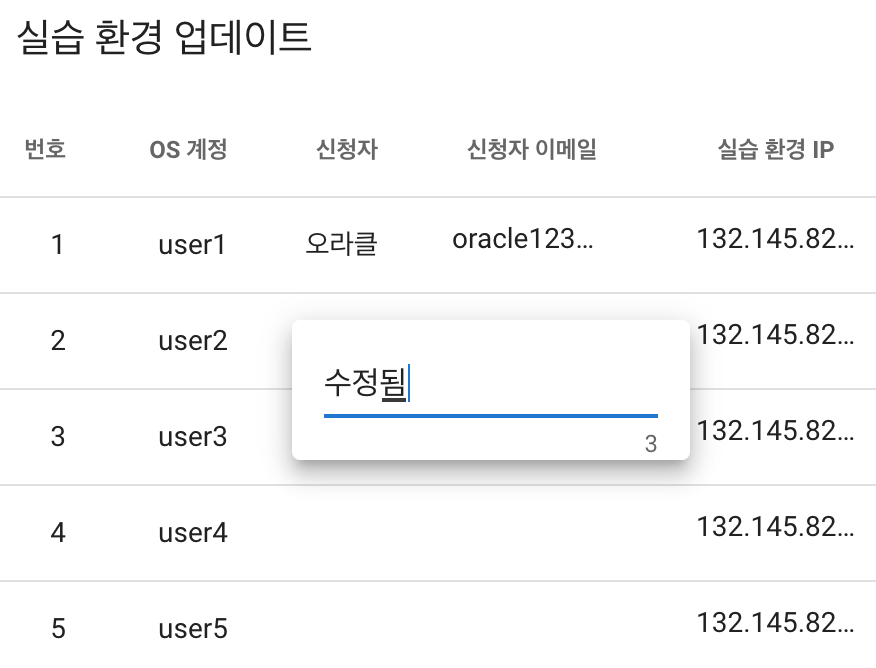 실습 환경 업데이트
번호 OS 계정 신청자 신청자 이메일 실습 환경 IP
1 user1 오라클 oracle123... 132.145.82...
2 user2 132.145.82...
수정됨
3 user3 132.145.82...
3
4 user4 132.145.82...
5 user5 132.145.82...